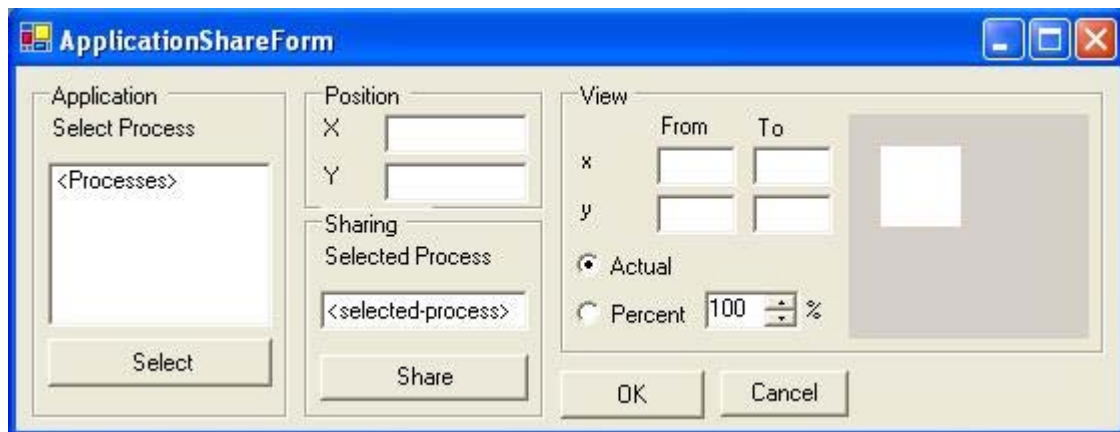 ApplicationShareForm
Application
Select Process
<Processes>
Select
Position
X
Y
Sharing
Selected Process
<selected-process>
Share
View
From To
x
y
Actual
Percent 100 %
OK Cancel